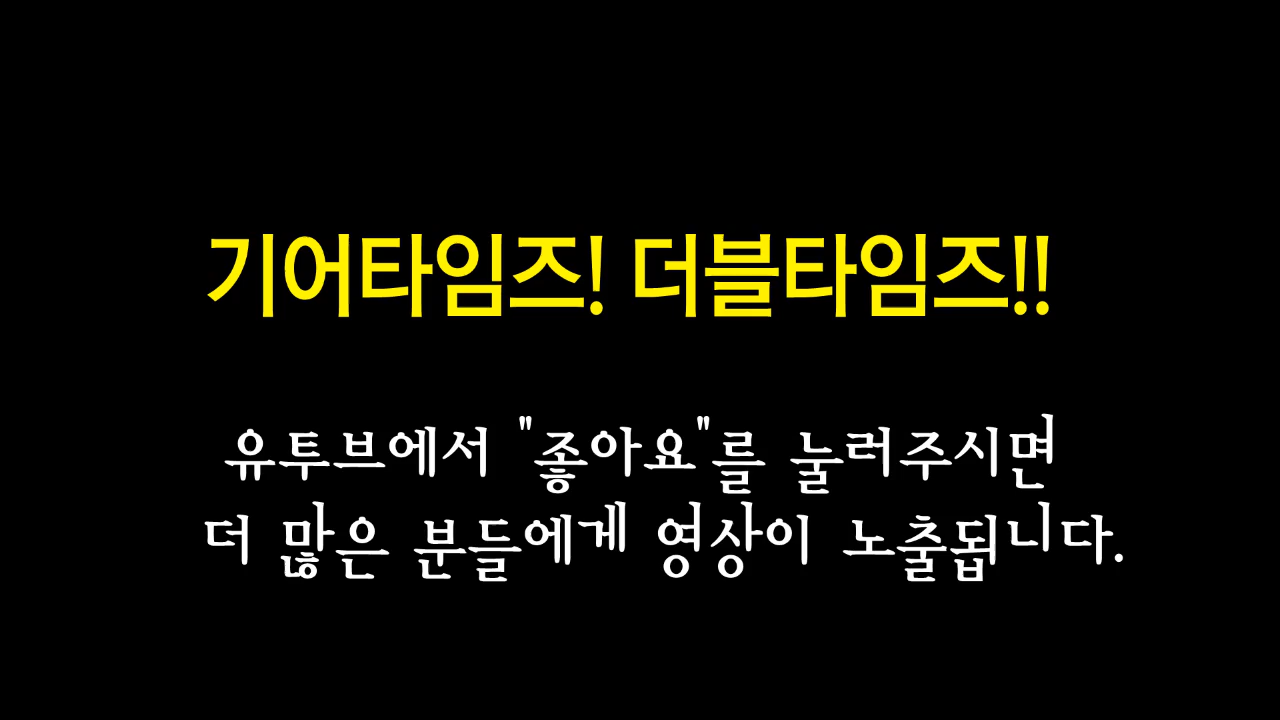 기어타임즈! 더블타임즈!!
유투브에서 "좋아요"를 눌러주시면
더 많은 분들에게 영상이 노출됩니다.